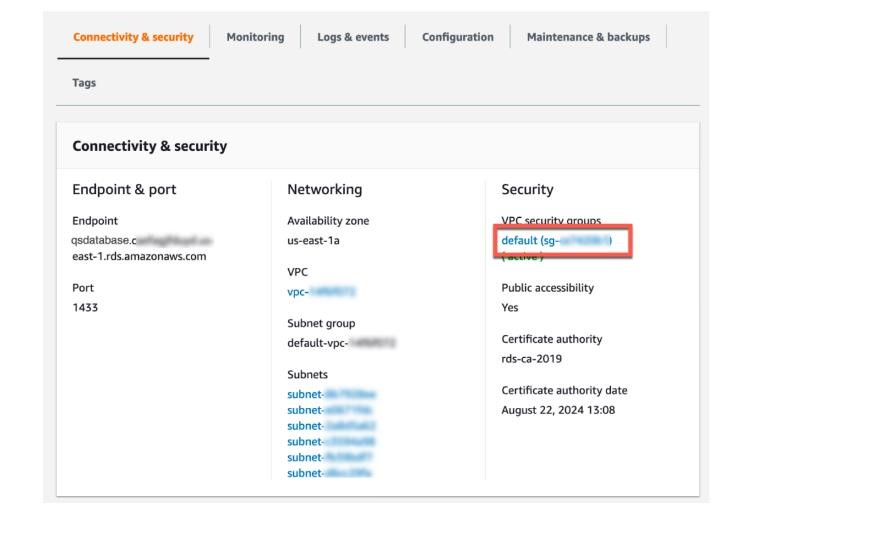 Connectivity & security
Monitoring
Logs & events
Configuration
Maintenance & backups
Tags
Connectivity & security
Endpoint & port
Endpoint
qsdatabase.c
east-1.rds.amazonaws.com
Port
1433
Networking
Availability zone
us-east-1a
VPC
vpc-
Subnet group
default-vpc-
Subnets
subnet-
subnet-
subnet-
subnet-
subnet-
subnet-
Security
VPC security groups
default (sg-
( active )
Public accessibility
Yes
Certificate authority
rds-ca-2019
Certificate authority date
August 22, 2024 13:08